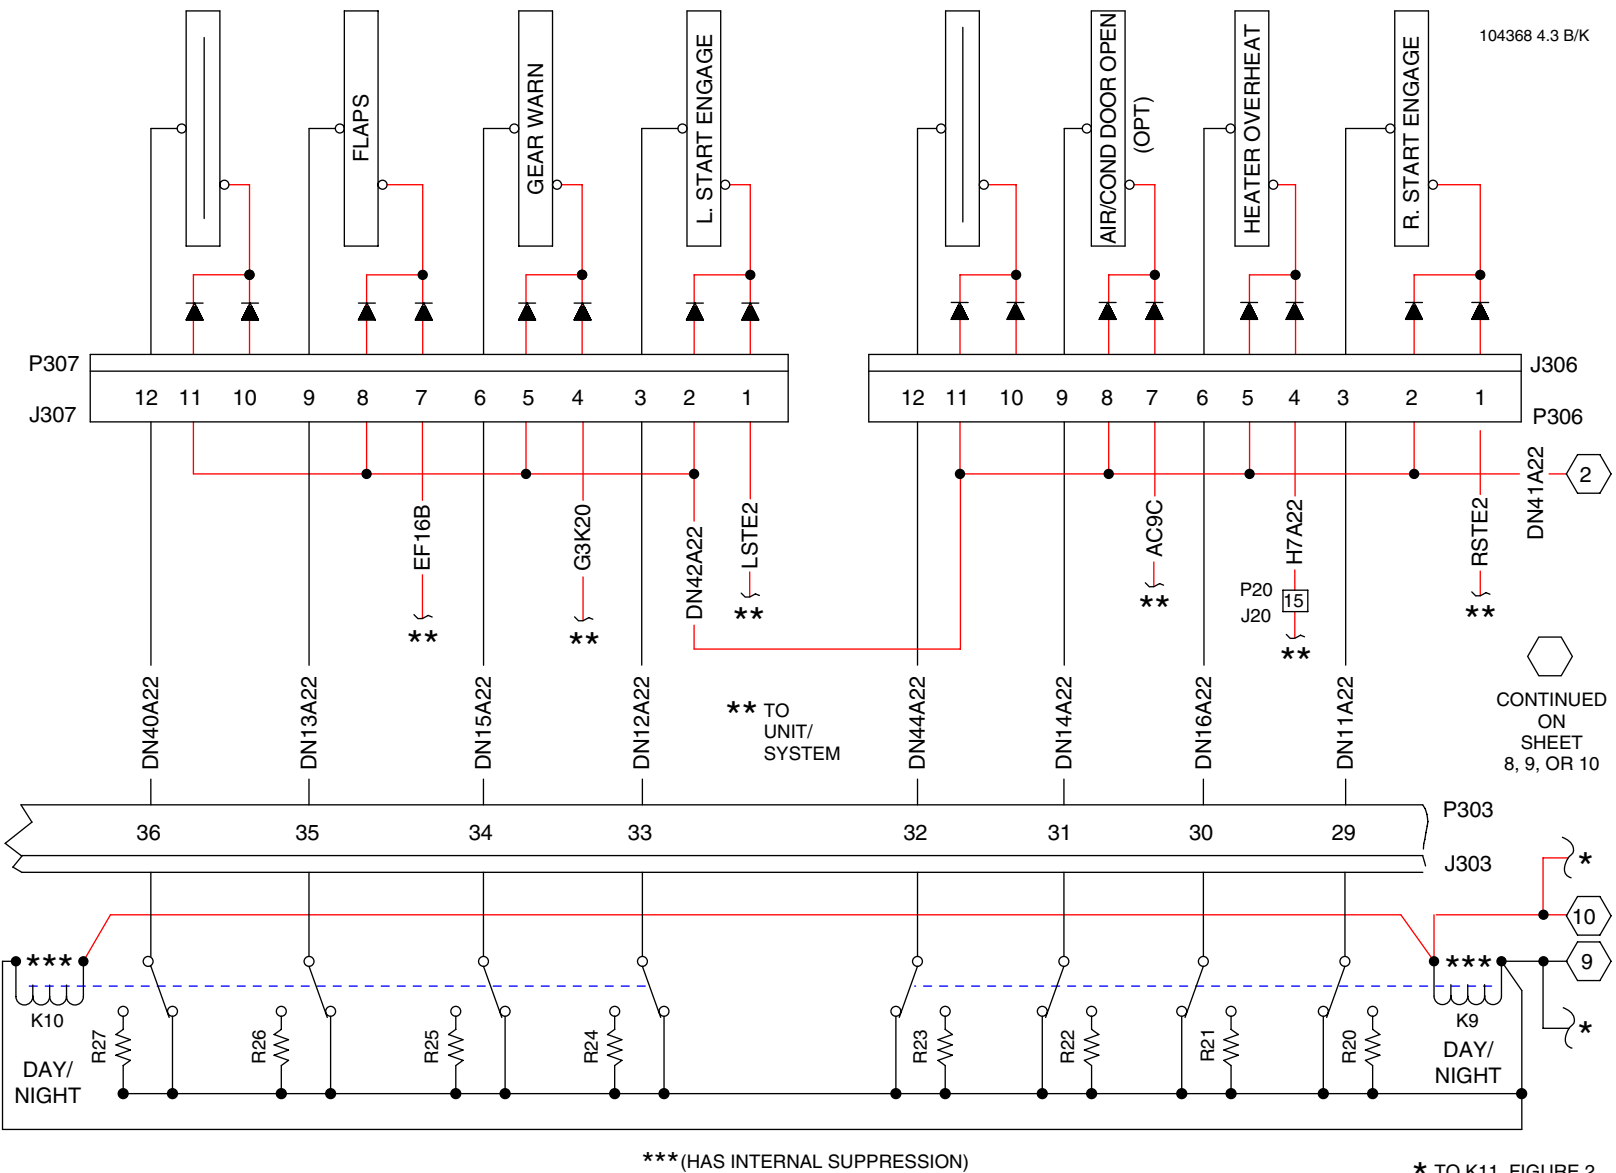 104368 4.3 B/K
FLAPS
GEAR WARN
L. START ENGAGE
AIR/COND DOOR OPEN
(OPT)
HEATER OVERHEAT
R. START ENGAGE
P307
J306
12 11 10 9 8 7 6 5 4 3 2 1
12 11 10 9 8 7 6 5 4 3 2 1
J307
P306
EF16B
**
G3K20
**
DN42A22
LSTE2
**
AC9C
**
H7A22
P20
15
J20
**
RSTE2
**
DN41A22
2
DN40A22
DN13A22
DN15A22
DN12A22
** TO
UNIT/
SYSTEM
DN44A22
DN14A22
DN16A22
DN11A22
CONTINUED
ON
SHEET
8, 9, OR 10
36 35 34 33 32 31 30 29
P303
J303
*
10
9
*
***
K10
DAY/
NIGHT
R27
R26
R25
R24
R23
R22
R21
R20
***
K9
DAY/
NIGHT
***(HAS INTERNAL SUPPRESSION)
* TO K11, FIGURE 2